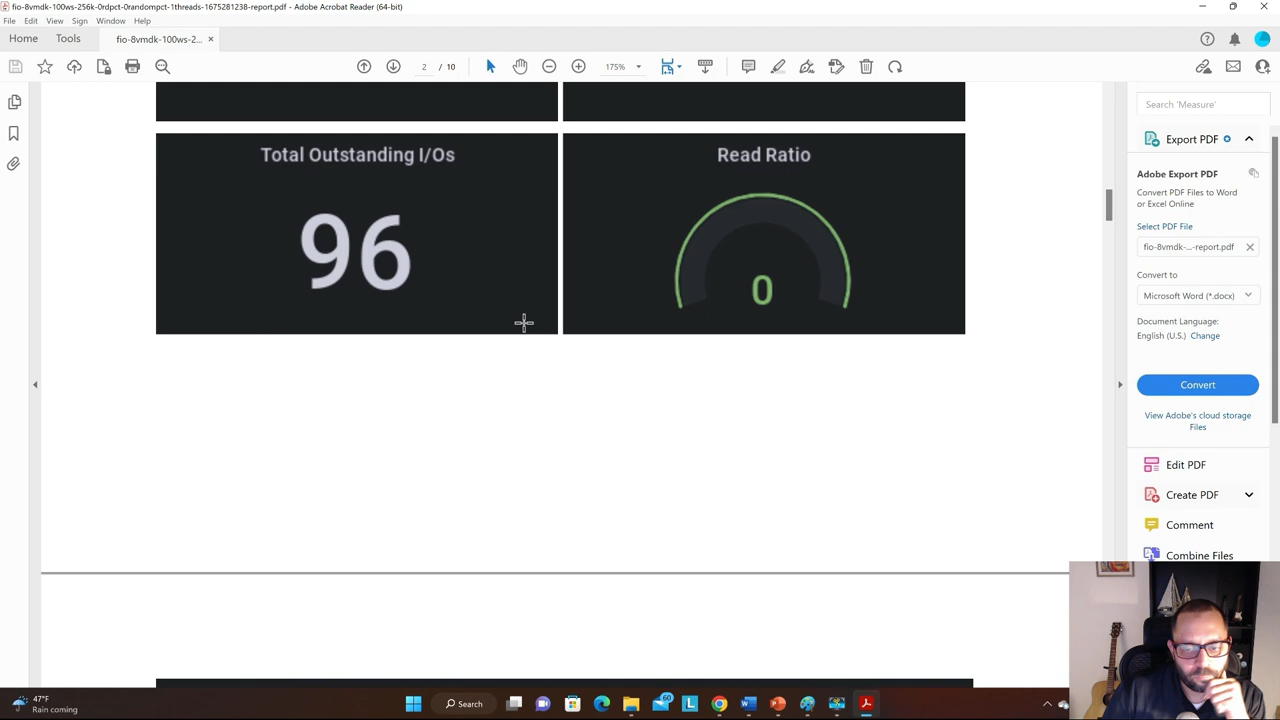 fio-8vmdk-100ws-256k-0rdpct-0randompct-1threads-1675281238-report.pdf - Adobe Acrobat Reader (64-bit)
File Edit View Sign Window Help
Home Tools fio-8vmdk-100ws-2...
2 / 10 175%
Search 'Measure'
Total Outstanding I/Os
96
Read Ratio
0
Export PDF
Adobe Export PDF
Convert PDF Files to Word
or Excel Online
Select PDF File
fio-8vmdk-...-report.pdf
Convert to
Microsoft Word (*.docx)
Document Language:
English (U.S.) Change
Convert
View Adobe's cloud storage
Files
Edit PDF
Create PDF
Comment
Combine Files
47°F
Rain coming
Search
60